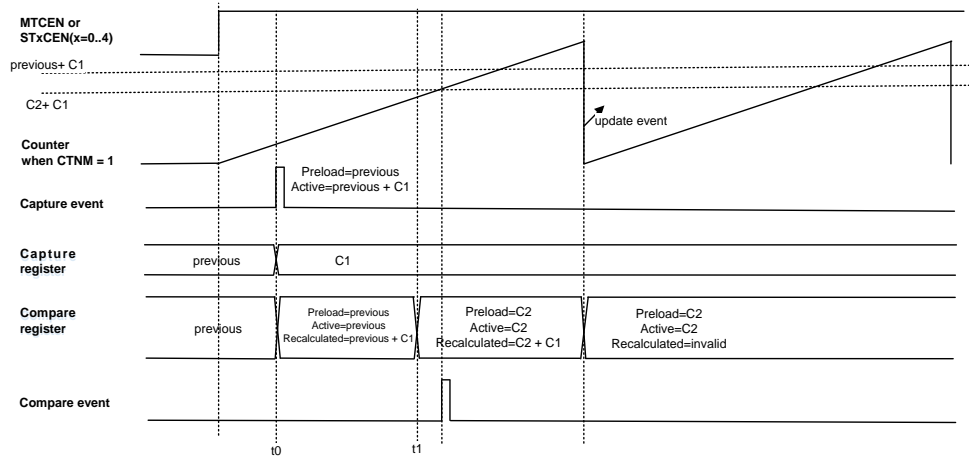 MTCEN or
STxCEN(x=0..4)
previous+ C1
C2+ C1
update event
Counter
when CTNM = 1
Preload=previous
Active=previous + C1
Capture event
Capture
register
previous
C1
Compare
register
previous
Preload=previous
Active=previous
Recalculated=previous + C1
Preload=C2
Active=C2
Recalculated=C2 + C1
Preload=C2
Active=C2
Recalculated=invalid
Compare event
t0
t1